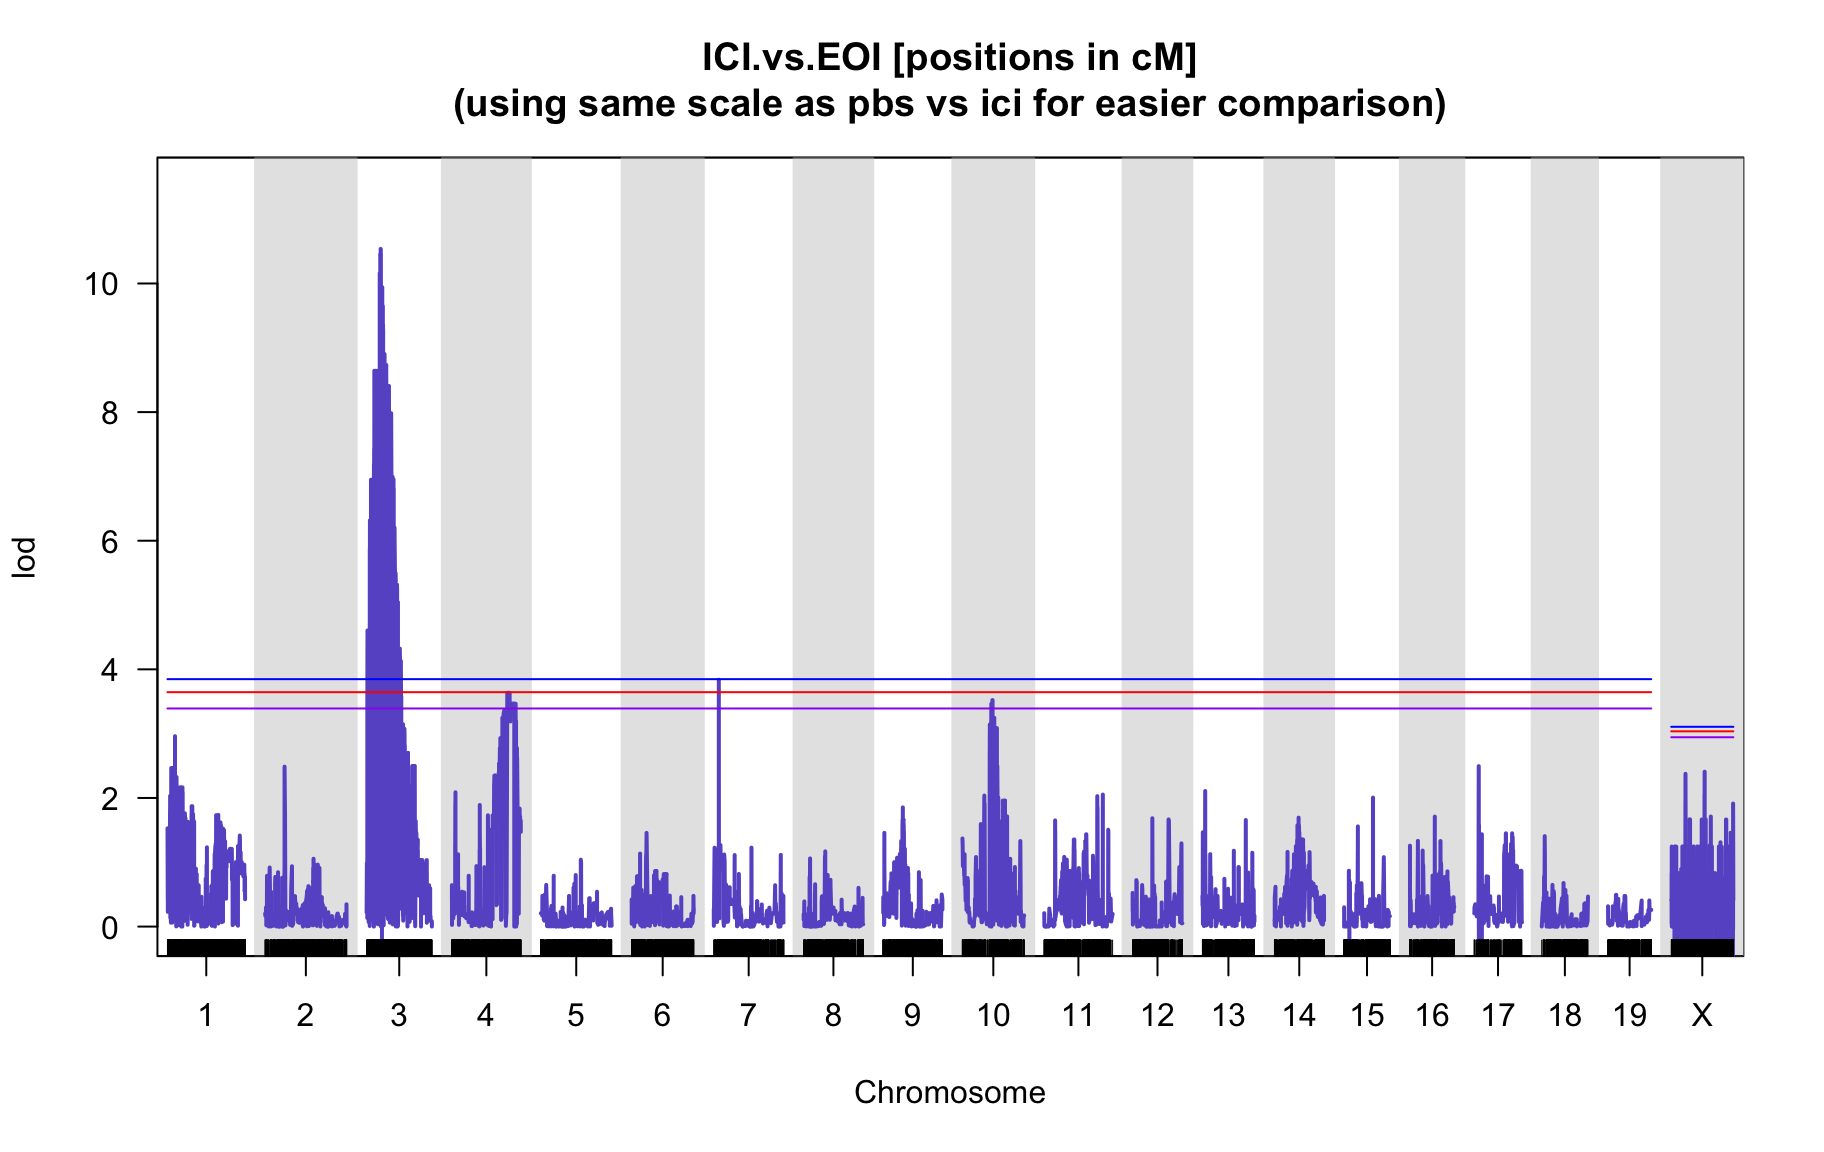 ICI.vs.EOI [positions in cM]
(using same scale as pbs vs ici for easier comparison)
10
8
6
4
2
0
lod
1 2 3 4 5 6 7 8 9 10 11 12 13 14 15 16 17 18 19 X
Chromosome